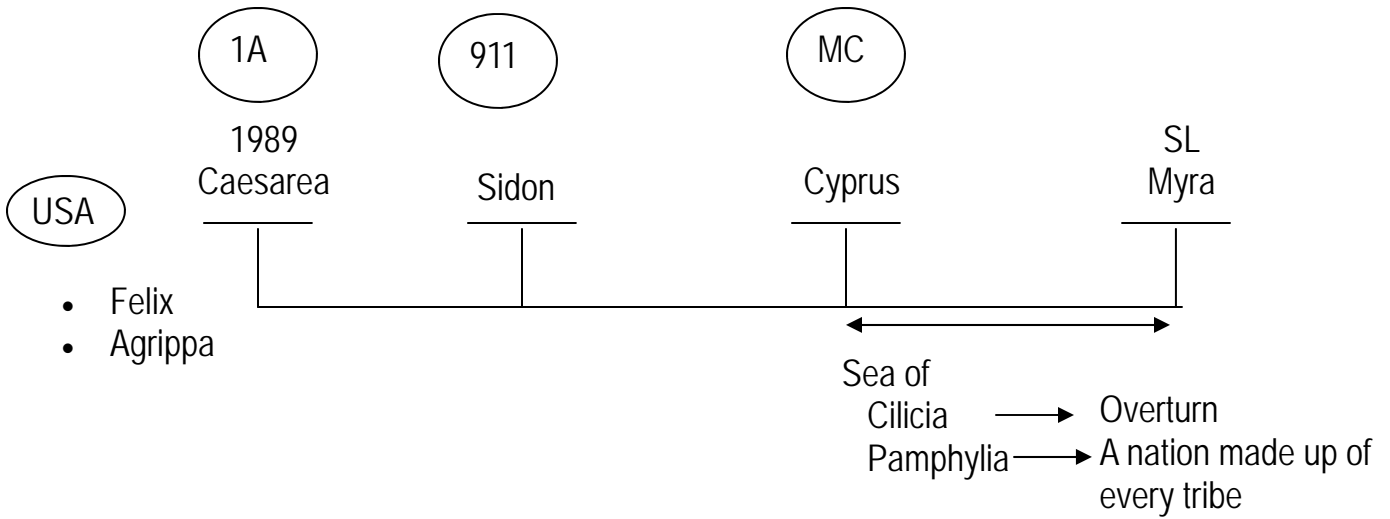 1A
911
MC
1989
Caesarea
Sidon
Cyprus
SL
Myra
USA
• Felix
• Agrippa
Sea of
Cilicia
Overturn
Pamphylia
A nation made up of
every tribe